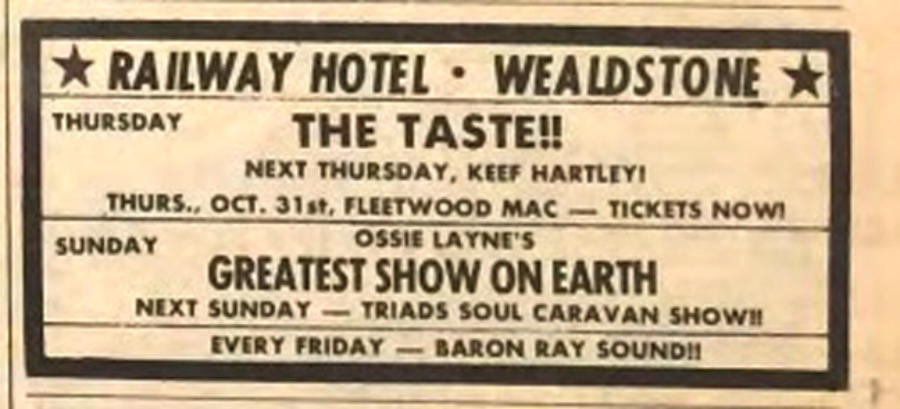 ★ RAILWAY HOTEL • WEALDSTONE ★
THURSDAY
THE TASTE!!
NEXT THURSDAY, KEEF HARTLEY!
THURS., OCT. 31st, FLEETWOOD MAC — TICKETS NOW!
SUNDAY
OSSIE LAYNE'S
GREATEST SHOW ON EARTH
NEXT SUNDAY — TRIADS SOUL CARAVAN SHOW!!
EVERY FRIDAY — BARON RAY SOUND!!